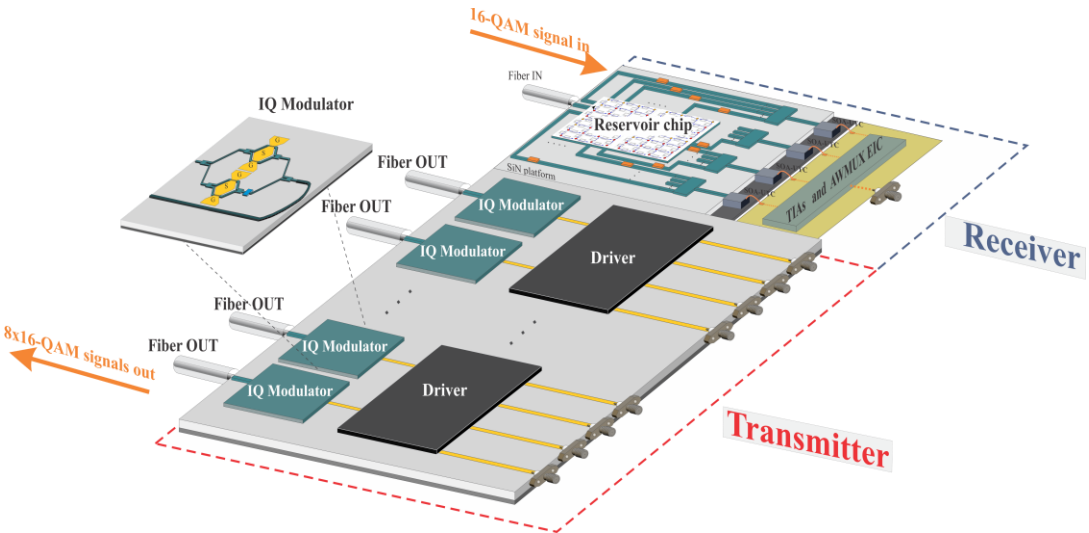 16-QAM signal in
Fiber IN
IQ Modulator
Reservoir chip
Fiber OUT
SiN platform
TIAs and AWMUX EIC
IQ Modulator
Fiber OUT
IQ Modulator
Driver
Receiver
Fiber OUT
8x16-QAM signals out
Fiber OUT
IQ Modulator
IQ Modulator
Driver
Transmitter
G
S
G
G
S
G